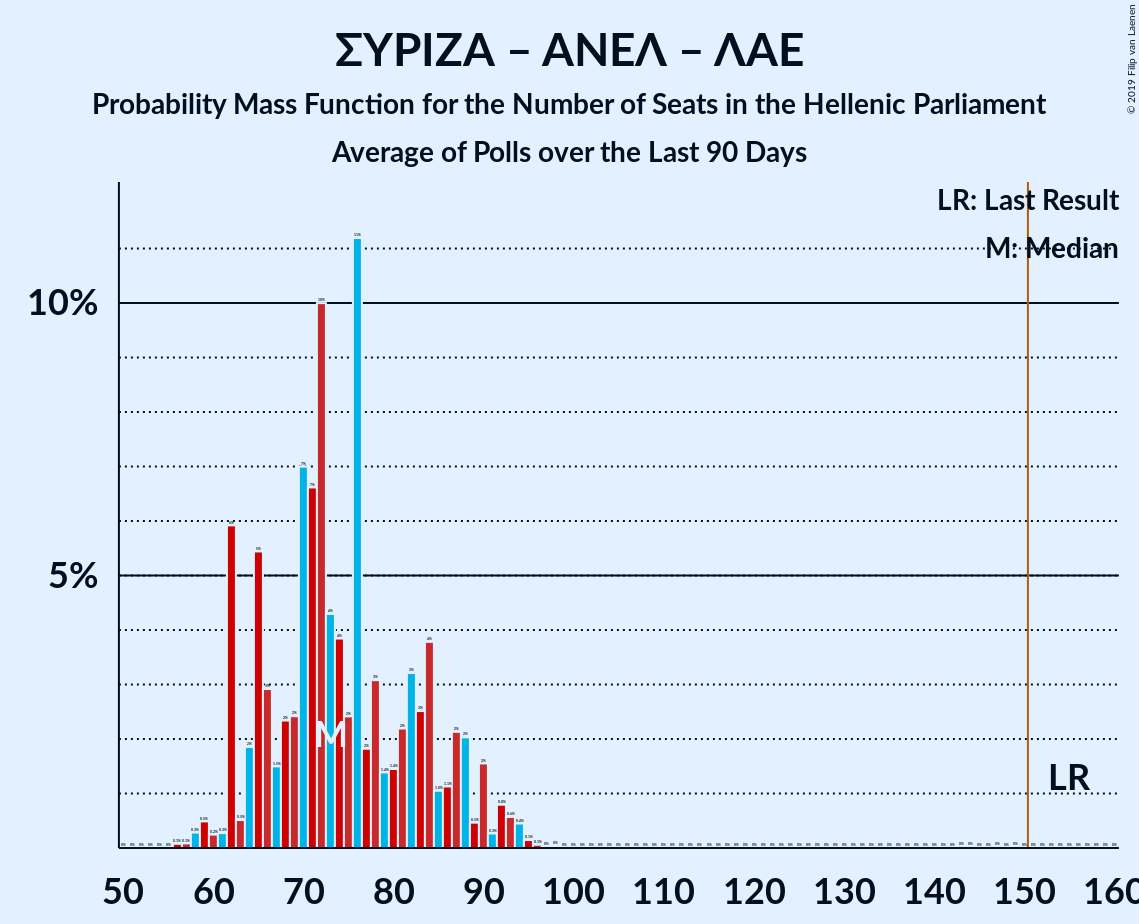 ΣΥΡΙΖΑ – ΑΝΕΛ – ΛΑΕ
Probability Mass Function for the Number of Seats in the Hellenic Parliament
Average of Polls over the Last 90 Days
© 2019 Filip van Laenen
LR: Last Result
M: Median
10%
5%
M
LR
50 60 70 80 90 100 110 120 130 140 150 160